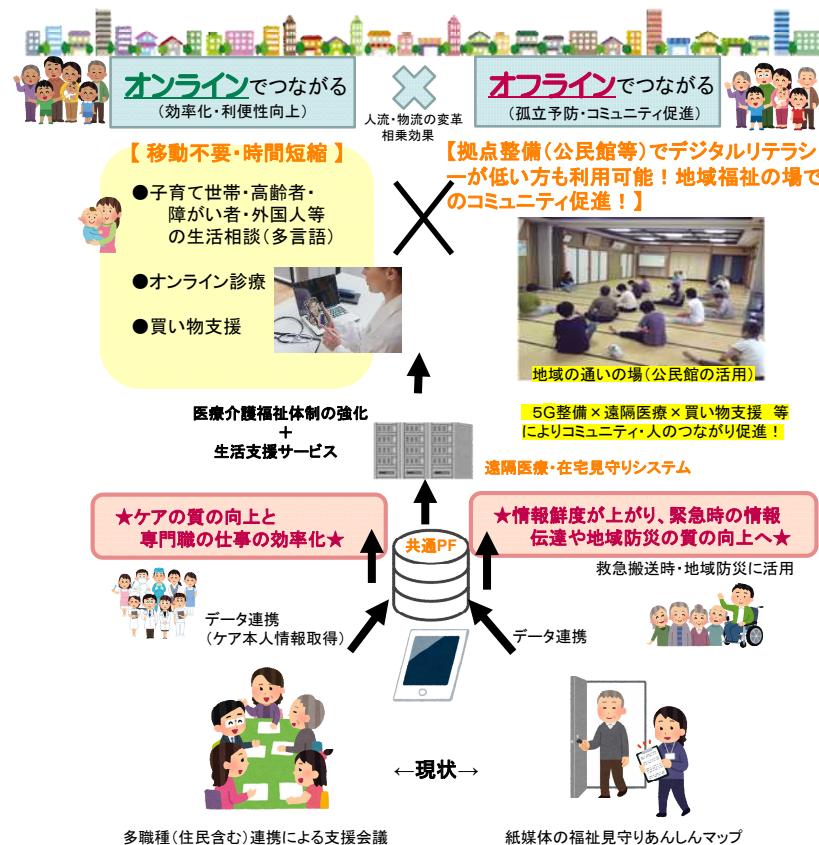 オンラインでつながる
(効率化・利便性向上)
人流・物流の変革
相乗効果
オフラインでつながる
(孤立予防・コミュニティ促進)
【 移動不要・時間短縮 】
●子育て世帯・高齢者・
障がい者・外国人等
の生活相談(多言語)
●オンライン診療
●買い物支援
【拠点整備(公民館等)でデジタルリテラシ
ーが低い方も利用可能!地域福祉の場で
のコミュニティ促進!】
地域の通いの場(公民館の活用)
5G整備×遠隔医療×買い物支援 等
によりコミュニティ・人のつながり促進!
医療介護福祉体制の強化
+
生活支援サービス
遠隔医療・在宅見守りシステム
★ケアの質の向上と
専門職の仕事の効率化★
共通PF
★情報鮮度が上がり、緊急時の情報
伝達や地域防災の質の向上へ★
救急搬送時・地域防災に活用
データ連携
(ケア本人情報取得)
データ連携
←現状→
多職種(住民含む)連携による支援会議
紙媒体の福祉見守りあんしんマップ